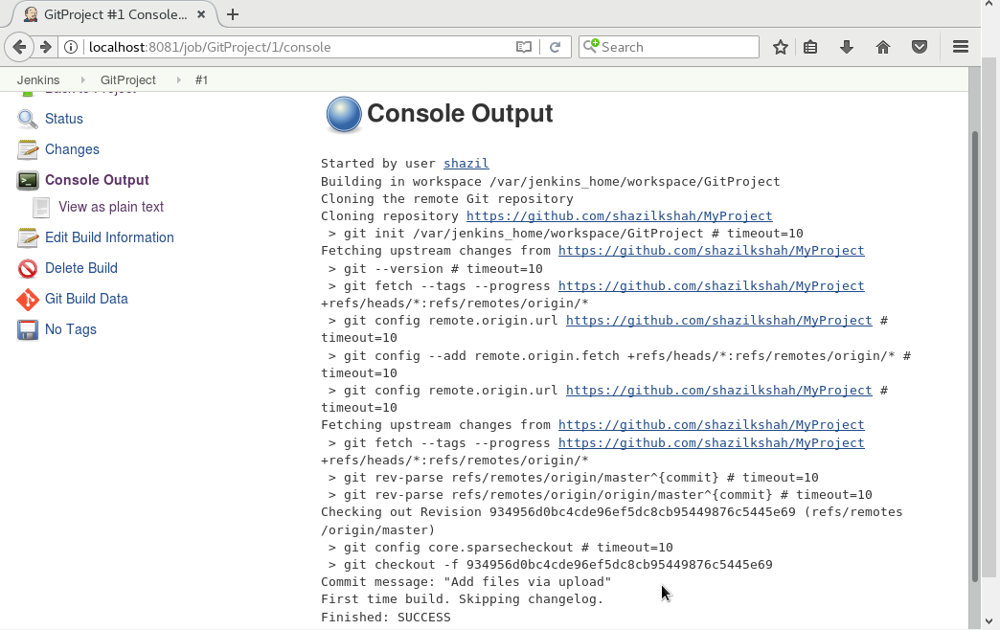 GitProject #1 Console...
localhost:8081/job/GitProject/1/console
Search
Jenkins
GitProject
#1
Back to Project
Status
Changes
Console Output
View as plain text
Edit Build Information
Delete Build
Git Build Data
No Tags
Console Output
Started by user shazil
Building in workspace /var/jenkins_home/workspace/GitProject
Cloning the remote Git repository
Cloning repository https://github.com/shazilkshah/MyProject
 > git init /var/jenkins_home/workspace/GitProject # timeout=10
Fetching upstream changes from https://github.com/shazilkshah/MyProject
 > git --version # timeout=10
 > git fetch --tags --progress https://github.com/shazilkshah/MyProject
+refs/heads/*:refs/remotes/origin/*
 > git config remote.origin.url https://github.com/shazilkshah/MyProject #
timeout=10
 > git config --add remote.origin.fetch +refs/heads/*:refs/remotes/origin/* #
timeout=10
 > git config remote.origin.url https://github.com/shazilkshah/MyProject #
timeout=10
Fetching upstream changes from https://github.com/shazilkshah/MyProject
 > git fetch --tags --progress https://github.com/shazilkshah/MyProject
+refs/heads/*:refs/remotes/origin/*
 > git rev-parse refs/remotes/origin/master^{commit} # timeout=10
 > git rev-parse refs/remotes/origin/origin/master^{commit} # timeout=10
Checking out Revision 934956d0bc4cde96ef5dc8cb95449876c5445e69 (refs/remotes
/origin/master)
 > git config core.sparsecheckout # timeout=10
 > git checkout -f 934956d0bc4cde96ef5dc8cb95449876c5445e69
Commit message: "Add files via upload"
First time build. Skipping changelog.
Finished: SUCCESS